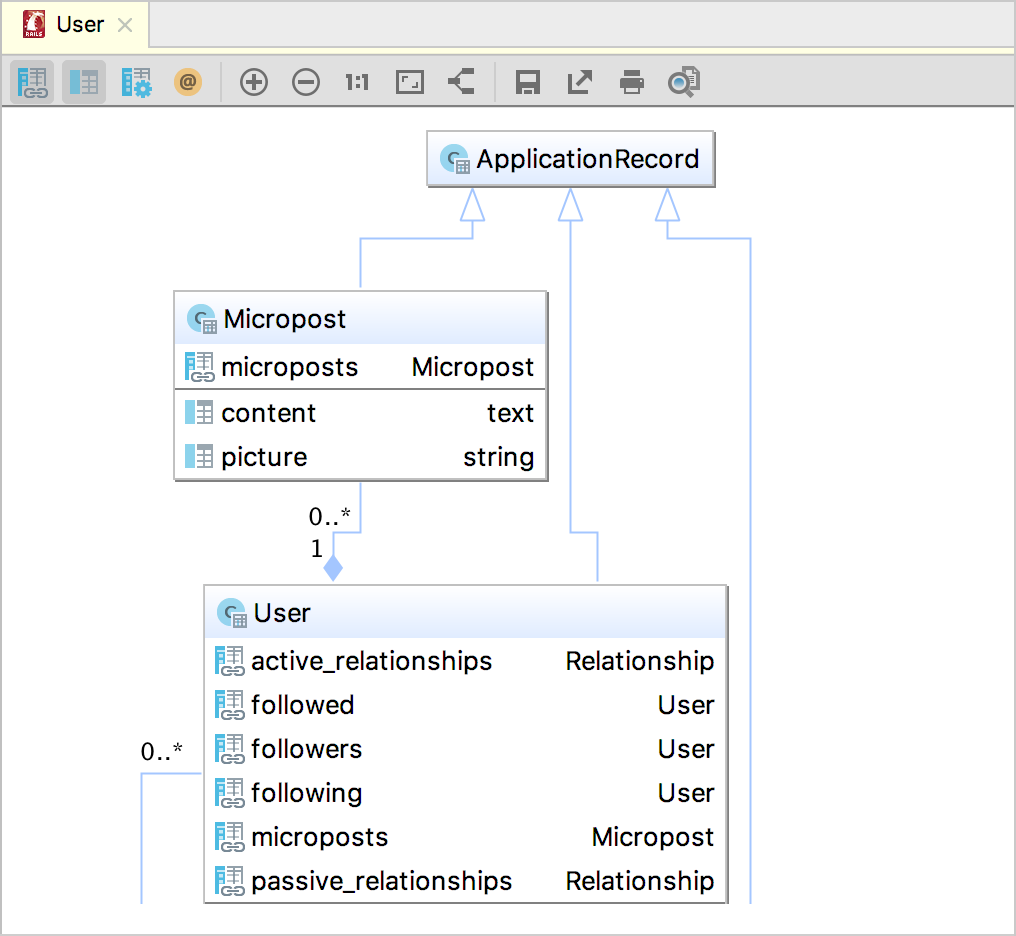 RAILS User
@ 1:1
C ApplicationRecord
C Micropost
microposts Micropost
content text
picture string
0..*
1
C User
active_relationships Relationship
followed User
followers User
0..*
following User
microposts Micropost
passive_relationships Relationship